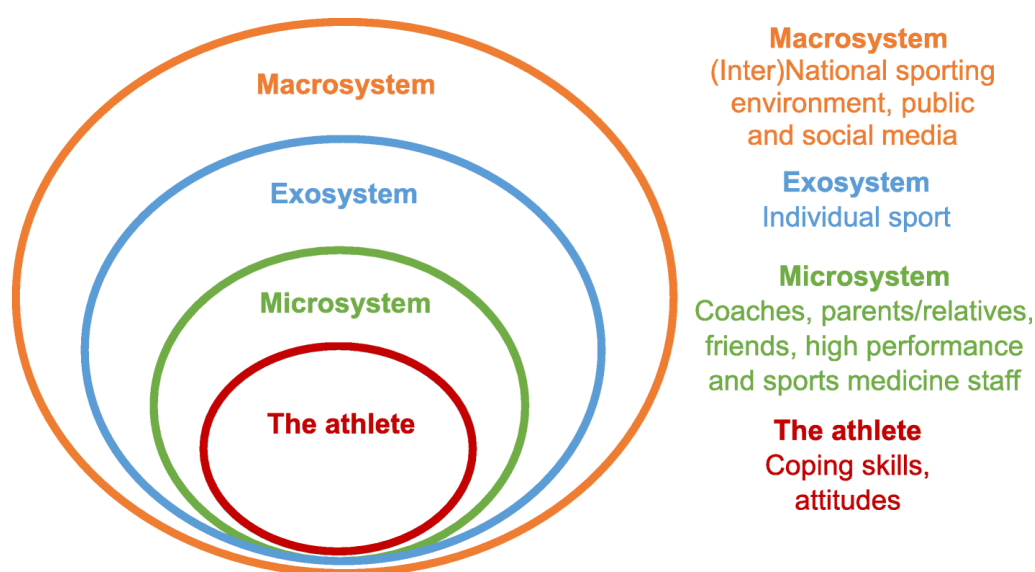 Macrosystem
Exosystem
Microsystem
The athlete
Macrosystem
(Inter)National sporting
environment, public
and social media
Exosystem
Individual sport
Microsystem
Coaches, parents/relatives,
friends, high performance
and sports medicine staff
The athlete
Coping skills,
attitudes